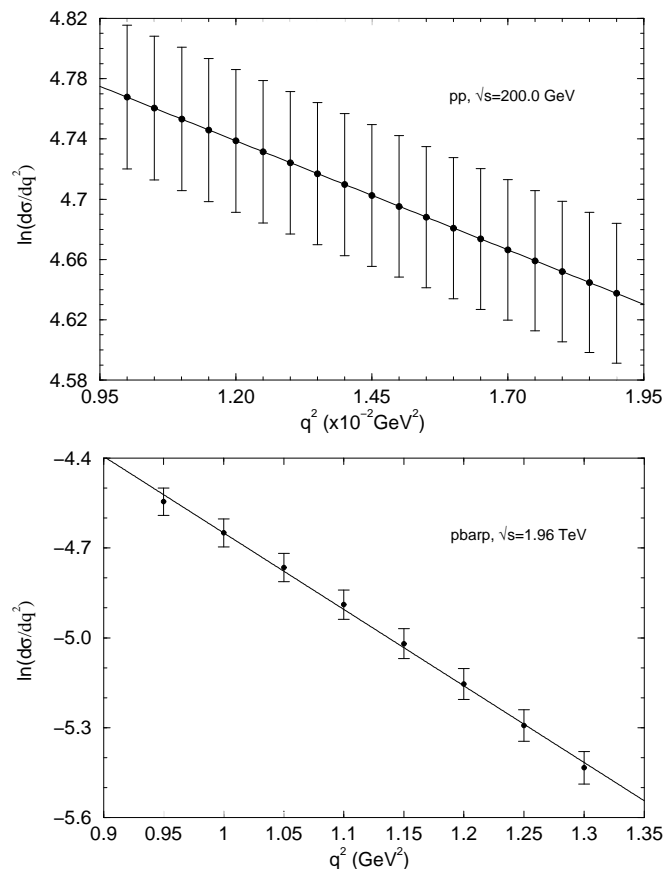 4.82
4.78
4.74
4.7
4.66
4.62
4.58
ln(dσ/dq²)
pp, √s=200.0 GeV
0.95 1.20 1.45 1.70 1.95
q² (x10⁻²GeV²)
−4.4
−4.7
−5.0
−5.3
−5.6
ln(dσ/dq²)
pbarp, √s=1.96 TeV
0.9 0.95 1 1.05 1.1 1.15 1.2 1.25 1.3 1.35
q² (GeV²)